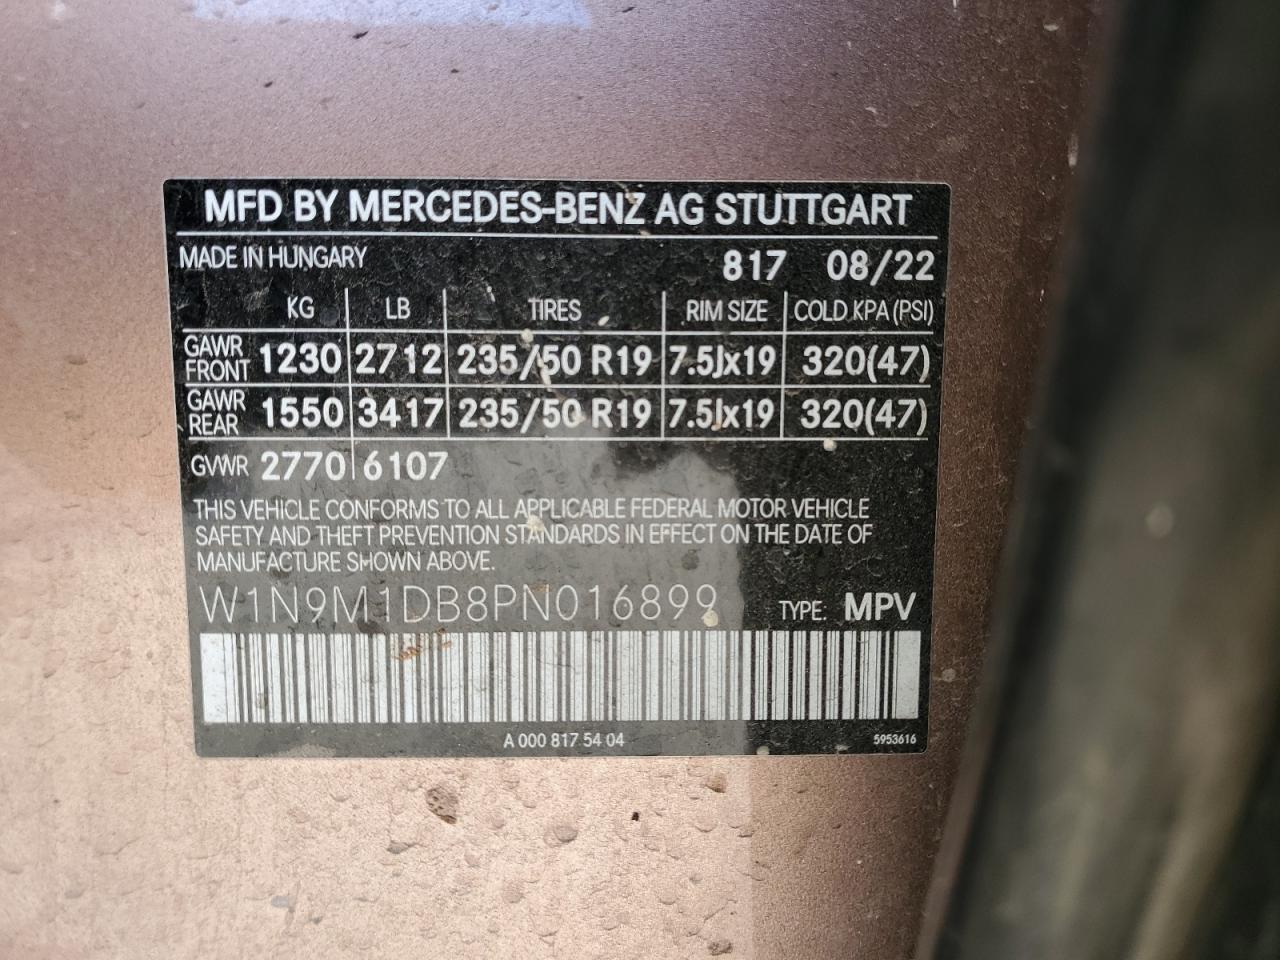 MFD BY MERCEDES-BENZ AG STUTTGART
MADE IN HUNGARY 817 08/22
KG LB TIRES RIM SIZE COLD KPA (PSI)
GAWR FRONT 1230 2712 235/50 R19 7.5Jx19 320(47)
GAWR REAR 1550 3417 235/50 R19 7.5Jx19 320(47)
GVWR 2770 6107
THIS VEHICLE CONFORMS TO ALL APPLICABLE FEDERAL MOTOR VEHICLE
SAFETY AND THEFT PREVENTION STANDARDS IN EFFECT ON THE DATE OF
MANUFACTURE SHOWN ABOVE.
W1N9M1DB8PN016899 TYPE: MPV
A 000 817 54 04 5953616